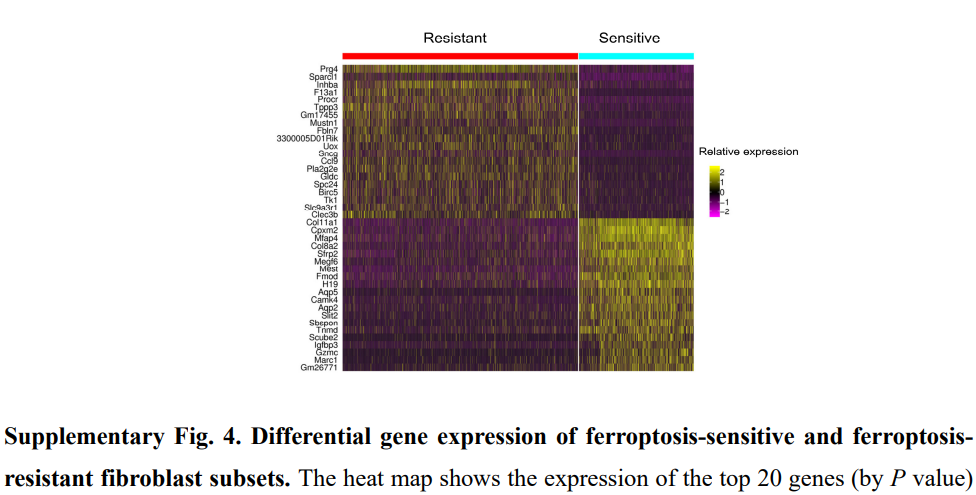 Resistant Sensitive
Prg4
Sparcl1
Inhba
F13a1
Procr
Tppp3
Gm17455
Mustn1
Fbln7
3300005D01Rik
Uox
Sncg
Ccl9
Pla2g2e
Gldc
Spc24
Birc5
Tk1
Slc9a3r1
Clec3b
Col11a1
Cpxm2
Mfap4
Col8a2
Sfrp2
Megf6
Mest
Fmod
H19
Aqp5
Camk4
Aqp2
Slit2
Sbspon
Tnmd
Scube2
Igfbp3
Gzmc
Marc1
Gm26771
Relative expression
2
1
0
−1
−2
Supplementary Fig. 4. Differential gene expression of ferroptosis-sensitive and ferroptosis-
resistant fibroblast subsets. The heat map shows the expression of the top 20 genes (by P value)